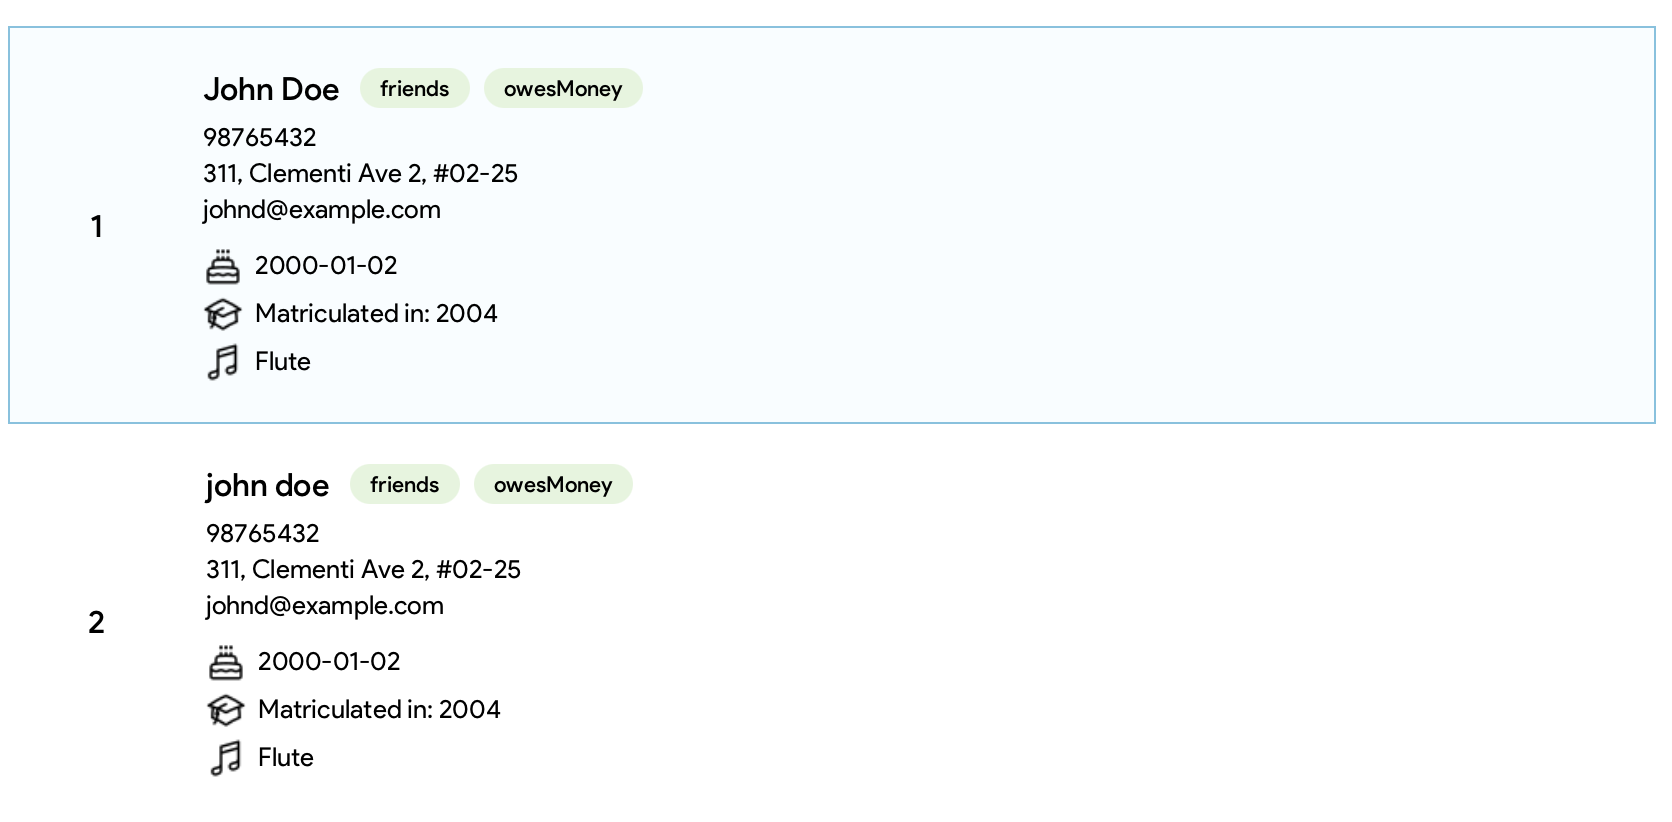 John Doe friends owesMoney
98765432
311, Clementi Ave 2, #02-25
johnd@example.com
1
2000-01-02
Matriculated in: 2004
Flute
john doe friends owesMoney
98765432
311, Clementi Ave 2, #02-25
johnd@example.com
2
2000-01-02
Matriculated in: 2004
Flute